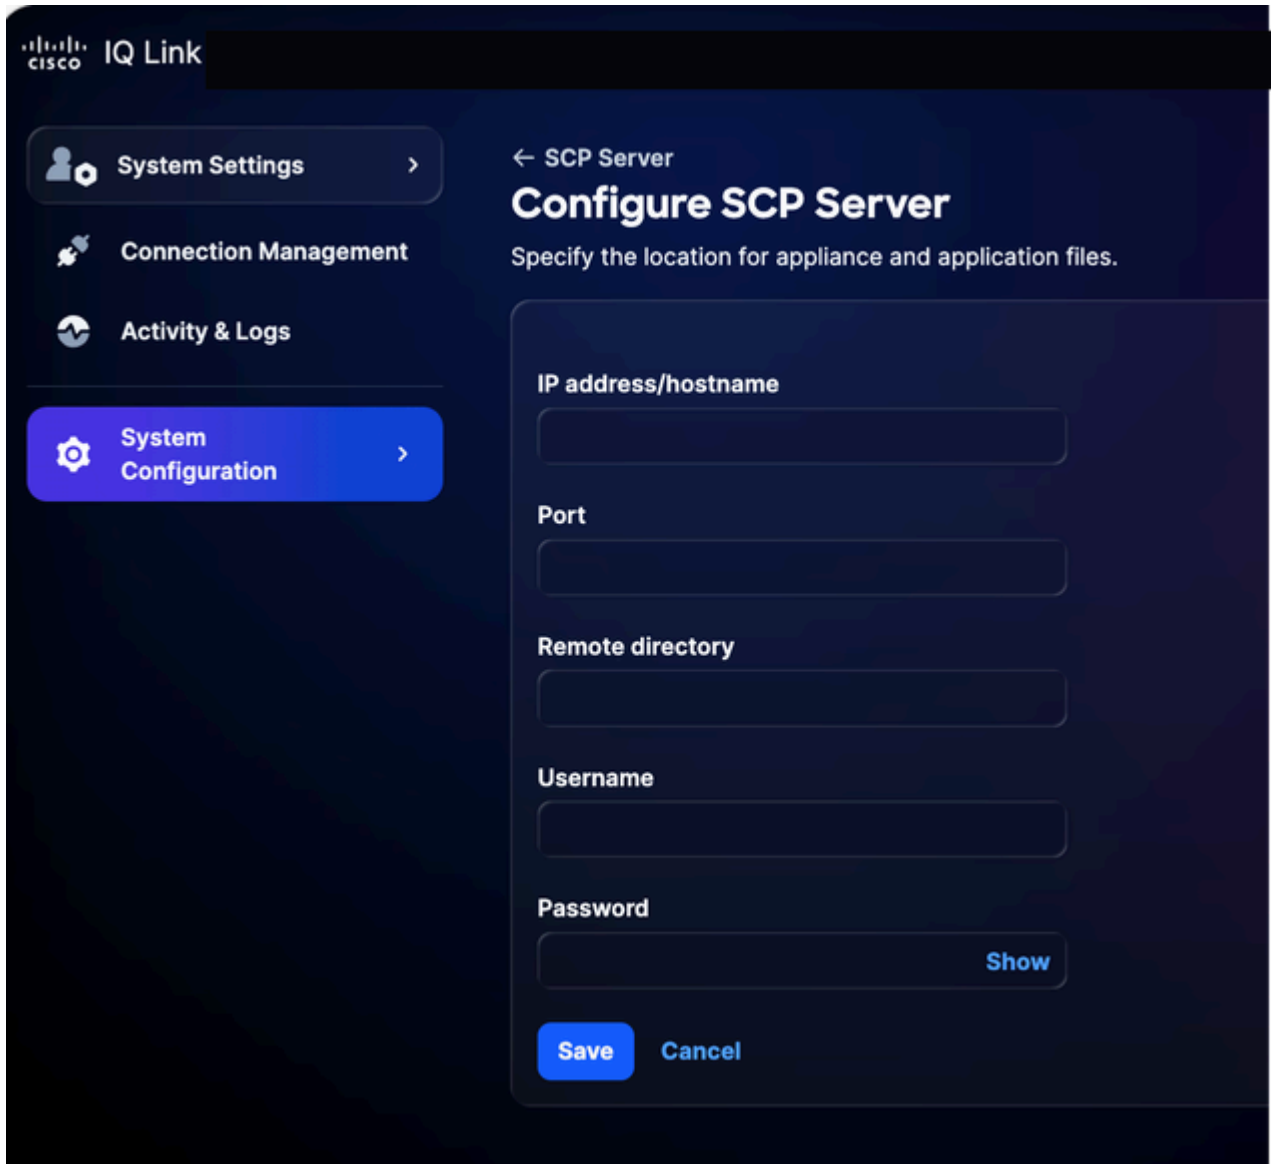 cisco IQ Link
System Settings
Connection Management
Activity & Logs
System
Configuration
← SCP Server
Configure SCP Server
Specify the location for appliance and application files.
IP address/hostname
Port
Remote directory
Username
Password
Show
Save Cancel